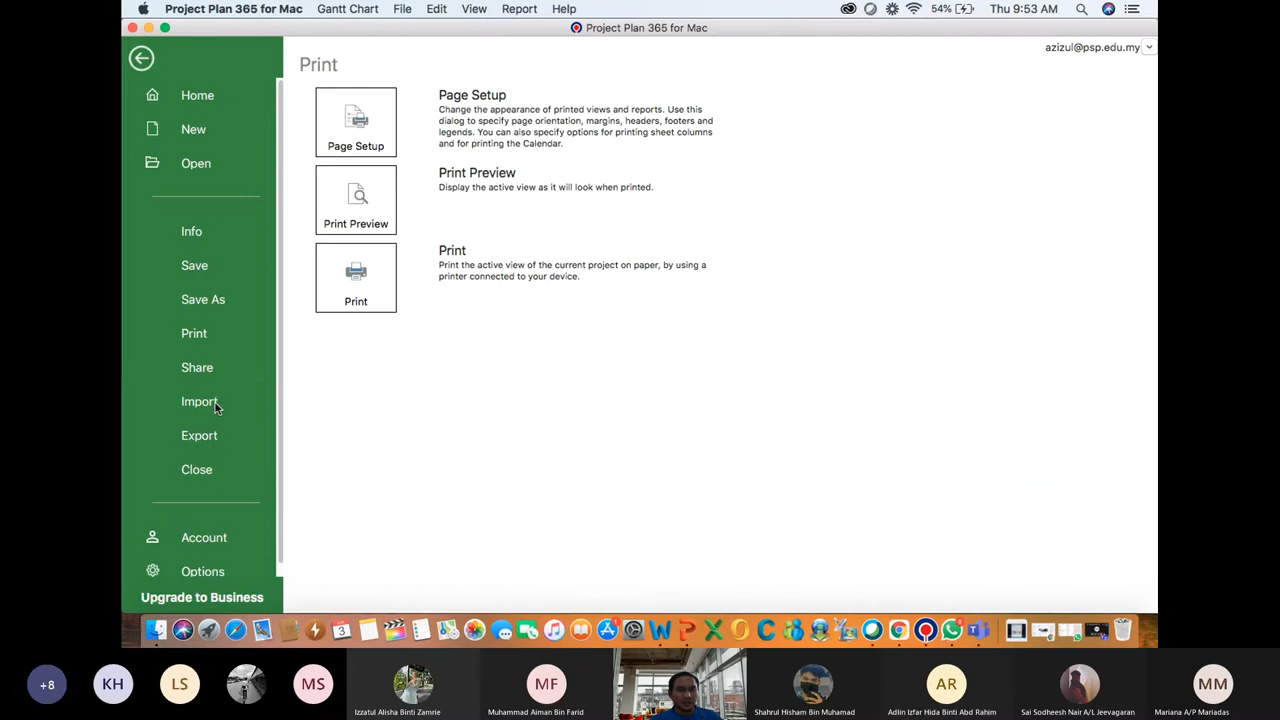 Project Plan 365 for Mac Gantt Chart File Edit View Report Help 54% Thu 9:53 AM
Project Plan 365 for Mac
azizul@psp.edu.my
Print
Home
New
Open
Info
Save
Save As
Print
Share
Import
Export
Close
Account
Options
Upgrade to Business
Page Setup
Page Setup
Change the appearance of printed views and reports. Use this
dialog to specify page orientation, margins, headers, footers and
legends. You can also specify options for printing sheet columns
and for printing the Calendar.
Print Preview
Print Preview
Display the active view as it will look when printed.
Print
Print
Print the active view of the current project on paper, by using a
printer connected to your device.
+8 KH LS MS MF AR MM
Izzatul Alisha Binti Zamrie Muhammad Aiman Bin Farid Shahrul Hisham Bin Muhamad Adlin Izfar Hida Binti Abd Rahim Sai Sodheesh Nair A/L Jeevagaran Mariana A/P Mariadas